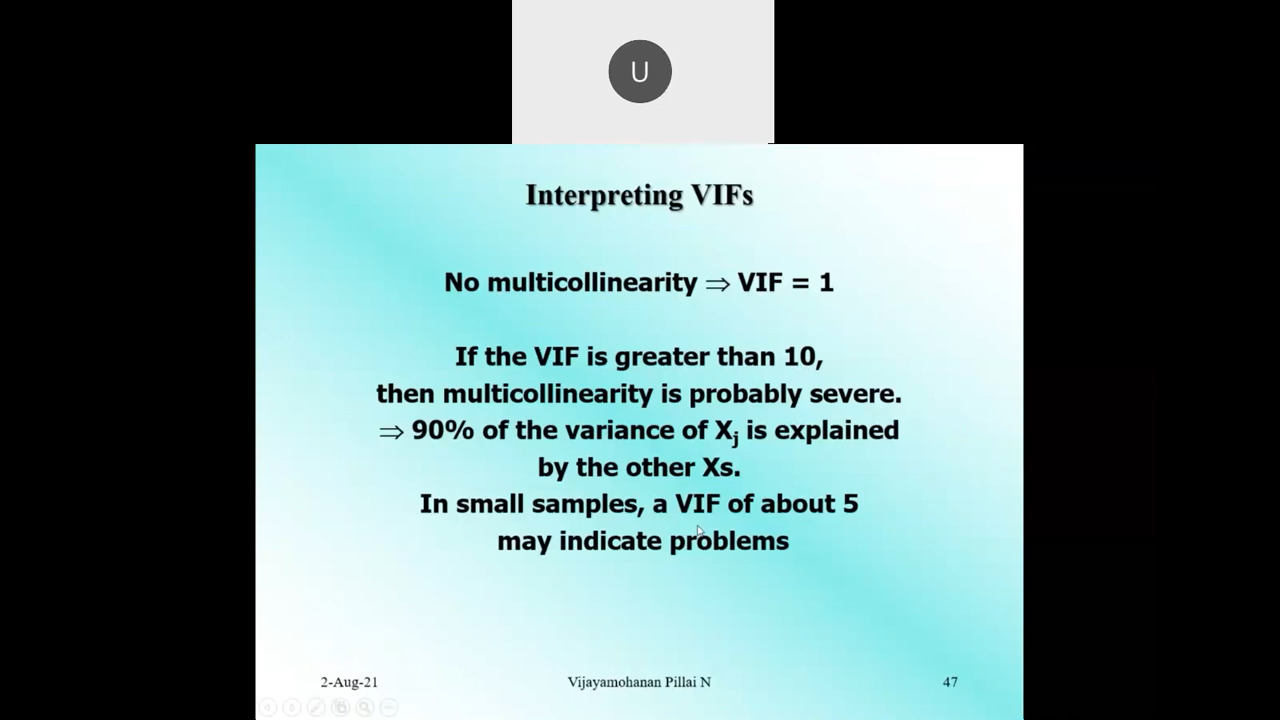 U
Interpreting VIFs
No multicollinearity ⇒ VIF = 1
If the VIF is greater than 10,
then multicollinearity is probably severe.
⇒ 90% of the variance of Xj is explained
by the other Xs.
In small samples, a VIF of about 5
may indicate problems
2-Aug-21
Vijayamohanan Pillai N
47